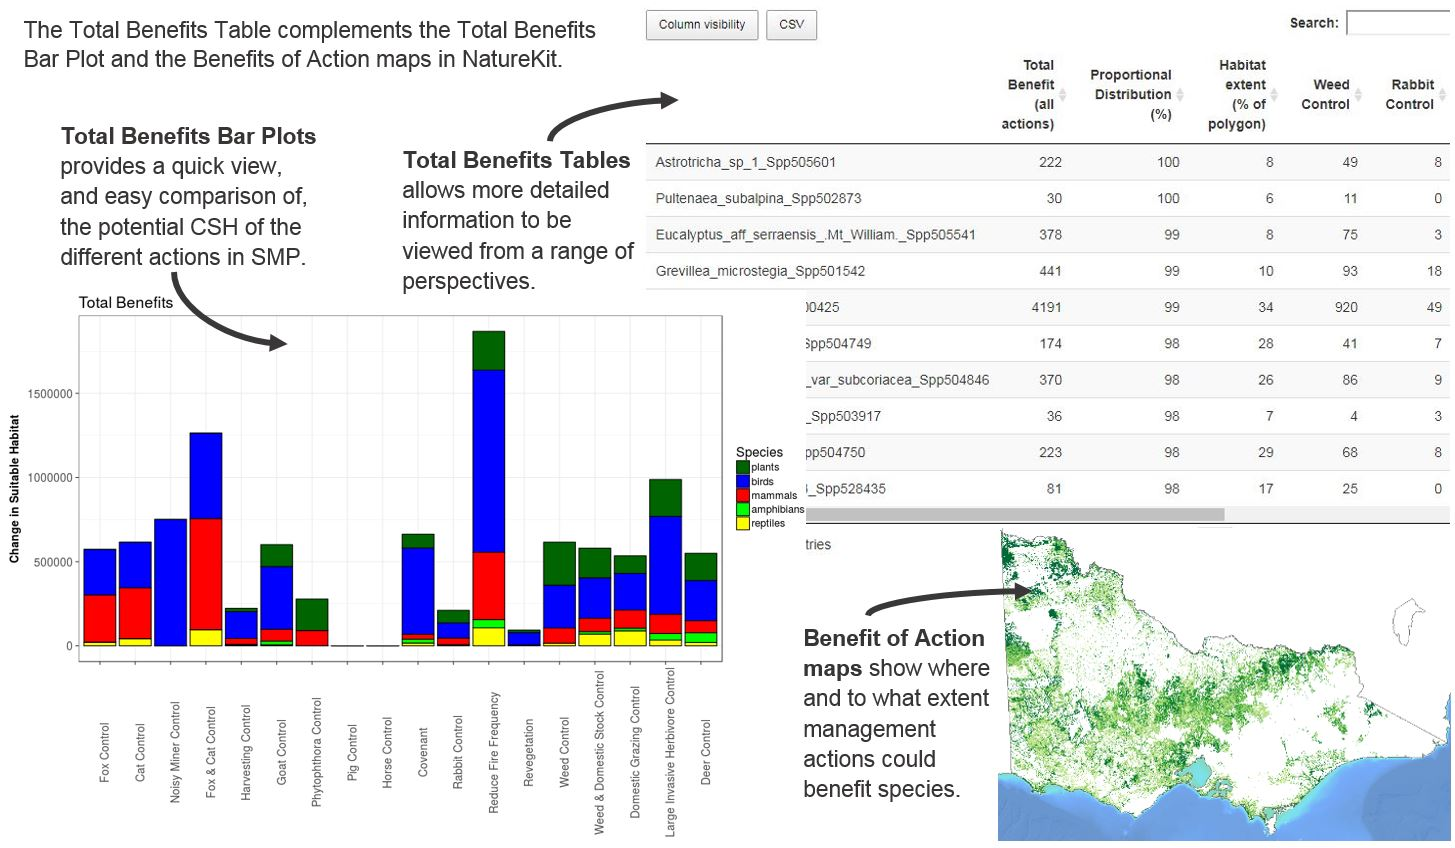 The Total Benefits Table complements the Total Benefits
Bar Plot and the Benefits of Action maps in NatureKit.
Total Benefits Bar Plots
provides a quick view,
and easy comparison of,
the potential CSH of the
different actions in SMP.
Total Benefits Tables
allows more detailed
information to be
viewed from a range of
perspectives.
Column visibility CSV Search:
Total Benefit (all actions) Proportional Distribution (%) Habitat extent (% of polygon) Weed Control Rabbit Control
Astrotricha_sp_1_Spp505601 222 100 8 49 8
Pultenaea_subalpina_Spp502873 30 100 6 11 0
Eucalyptus_aff_serraensis_.Mt_William._Spp505541 378 99 8 75 3
Grevillea_microstegia_Spp501542 441 99 10 93 18
00425 4191 99 34 920 49
Spp504749 174 98 28 41 7
_var_subcoriacea_Spp504846 370 98 26 86 9
_Spp503917 36 98 7 4 3
pp504750 223 98 29 68 8
_Spp528435 81 98 17 25 0
tries
Total Benefits
Change in Suitable Habitat
1500000
1000000
500000
0
Fox Control
Cat Control
Noisy Miner Control
Fox & Cat Control
Harvesting Control
Goat Control
Phytophthora Control
Pig Control
Horse Control
Covenant
Rabbit Control
Reduce Fire Frequency
Revegetation
Weed Control
Weed & Domestic Stock Control
Domestic Grazing Control
Large Invasive Herbivore Control
Deer Control
Species
plants
birds
mammals
amphibians
reptiles
Benefit of Action
maps show where
and to what extent
management
actions could
benefit species.